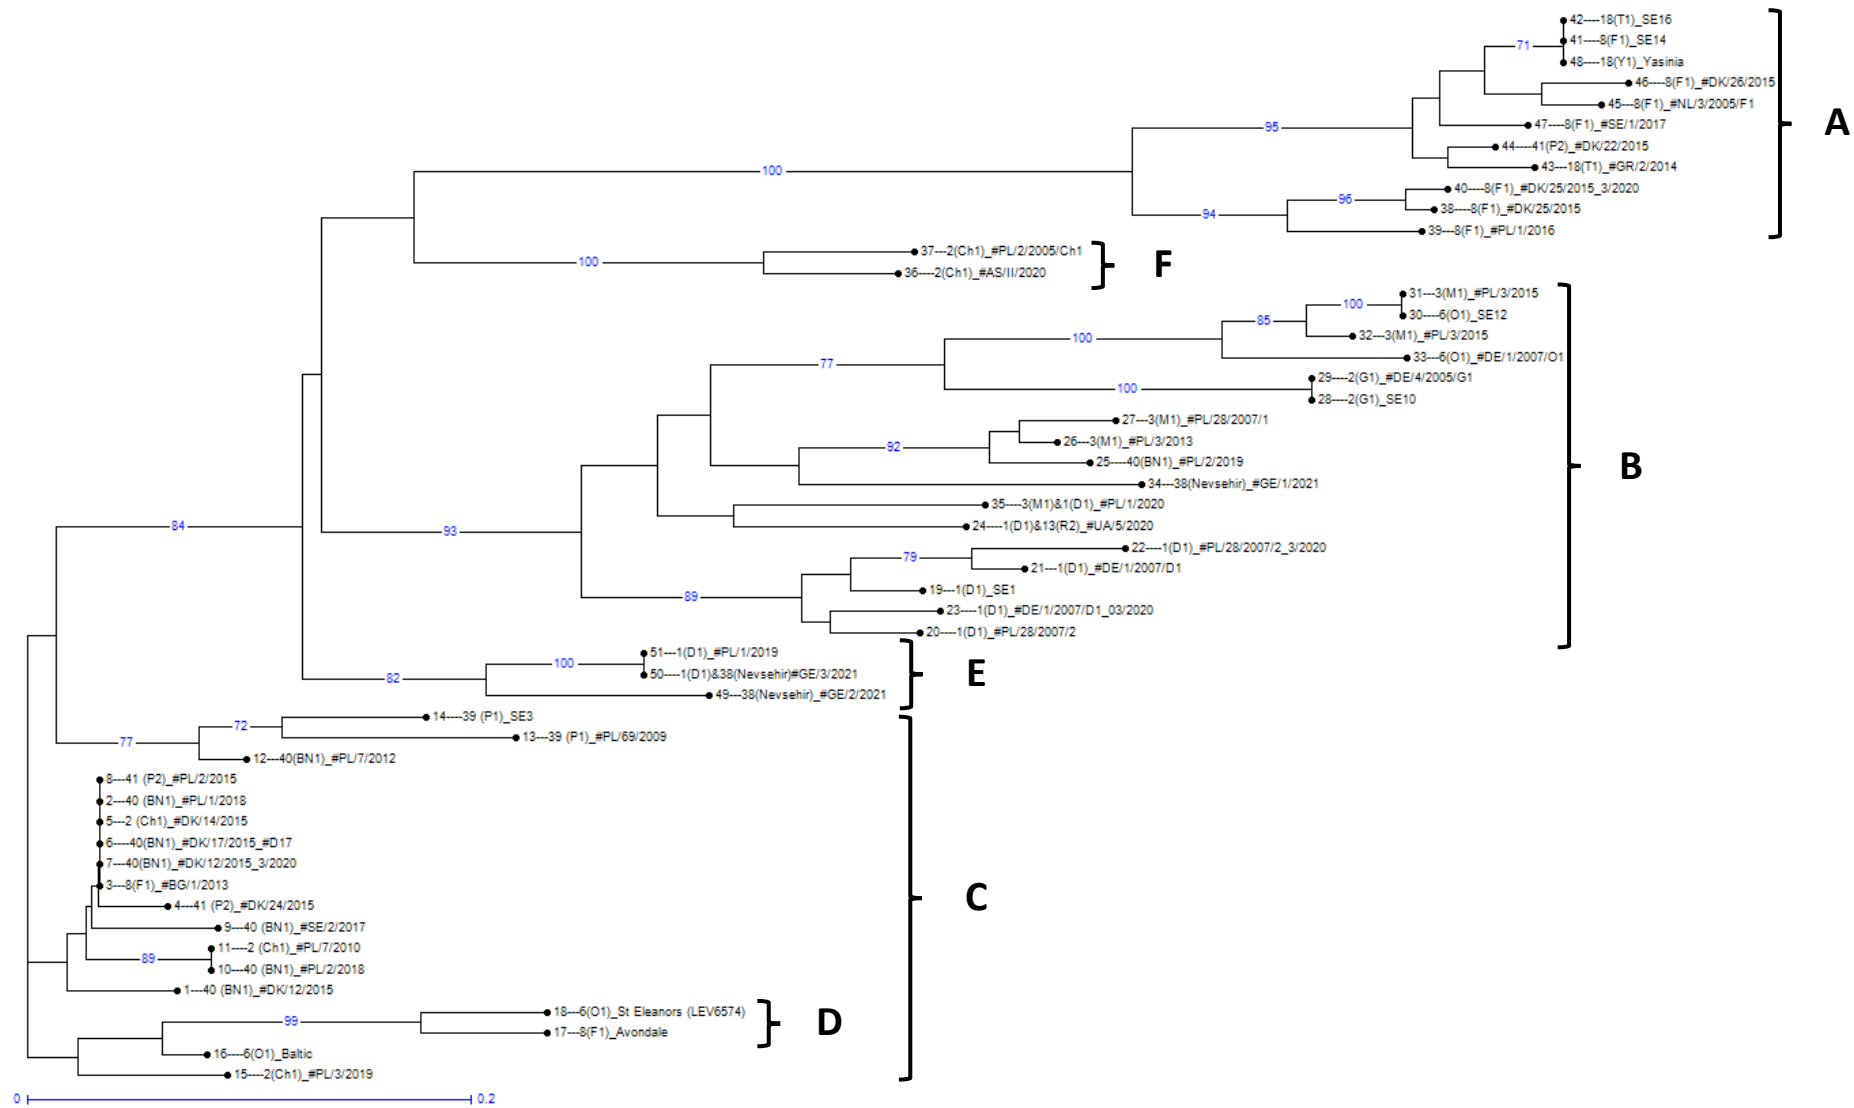 42----18(T1)_SE16
71
41----8(F1)_SE14
48----18(Y1)_Yasinia
46----8(F1)_#DK/26/2015
45---8(F1)_#NL/3/2005/F1
A
95
47----8(F1)_#SE/1/2017
44----41(P2)_#DK/22/2015
43---18(T1)_#GR/2/2014
100
40----8(F1)_#DK/25/2015_3/2020
96
38----8(F1)_#DK/25/2015
94
39---8(F1)_#PL/1/2016
37---2(Ch1)_#PL/2/2005/Ch1
100
F
36----2(Ch1)_#AS/II/2020
31---3(M1)_#PL/3/2015
100
30----6(O1)_SE12
85
32---3(M1)_#PL/3/2015
100
33---6(O1)_#DE/1/2007/O1
77
29----2(G1)_#DE/4/2005/G1
100
28----2(G1)_SE10
27---3(M1)_#PL/28/2007/1
92
26---3(M1)_#PL/3/2013
25----40(BN1)_#PL/2/2019
B
34---38(Nevsehir)_#GE/1/2021
35----3(M1)&1(D1)_#PL/1/2020
84
93
24----1(D1)&13(R2)_#UA/5/2020
22----1(D1)_#PL/28/2007/2_3/2020
79
21---1(D1)_#DE/1/2007/D1
19---1(D1)_SE1
89
23----1(D1)_#DE/1/2007/D1_03/2020
20----1(D1)_#PL/28/2007/2
51---1(D1)_#PL/1/2019
100
50----1(D1)&38(Nevsehir)#GE/3/2021
E
82
49---38(Nevsehir)_#GE/2/2021
14----39 (P1)_SE3
72
13---39 (P1)_#PL/69/2009
77
12---40(BN1)_#PL/7/2012
8---41 (P2)_#PL/2/2015
2---40 (BN1)_#PL/1/2018
5---2 (Ch1)_#DK/14/2015
6----40(BN1)_#DK/17/2015_#D17
7---40(BN1)_#DK/12/2015_3/2020
3---8(F1)_#BG/1/2013
C
4---41 (P2)_#DK/24/2015
9---40 (BN1)_#SE/2/2017
11----2 (Ch1)_#PL/7/2010
89
10---40 (BN1)_#PL/2/2018
1---40 (BN1)_#DK/12/2015
18---6(O1)_St Eleanors (LEV6574)
99
D
17---8(F1)_Avondale
16----6(O1)_Baltic
15----2(Ch1)_#PL/3/2019
0
0.2